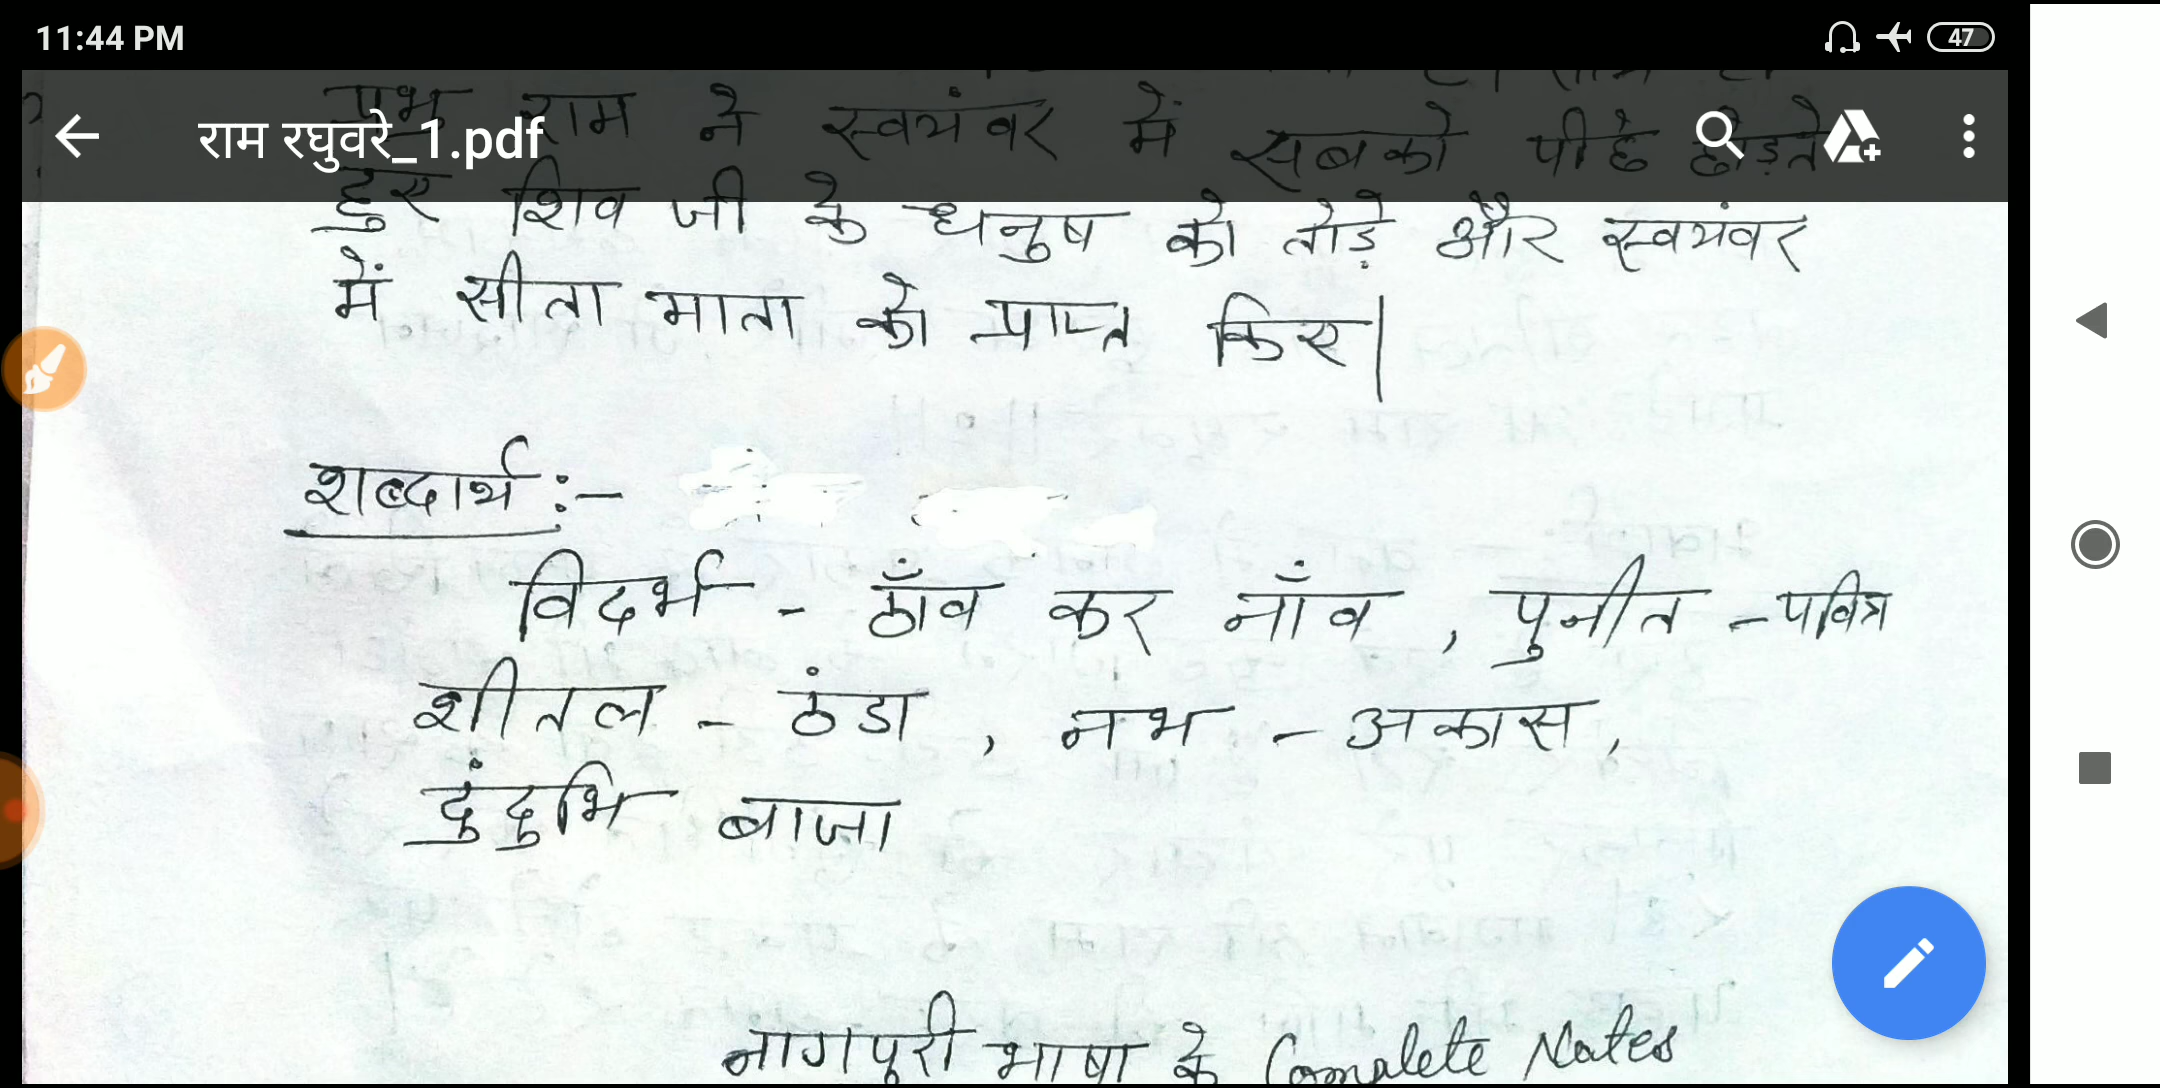 11:44 PM
47
प्रभु राम ने स्वयंवर में सबको पीछे छोड़ते
राम रघुवरे_1.pdf
हुए शिव जी के धनुष को तोड़े और स्वयंवर
में सीता माता को प्राप्त किए|
शब्दार्थ :-
विदर्भ - ठाँव कर नाँव , पुनीत - पवित्र
शीतल - ठंडा , नभ - अकास ,
दुंदुभि बाजा
नागपुरी भाषा के Complete Notes